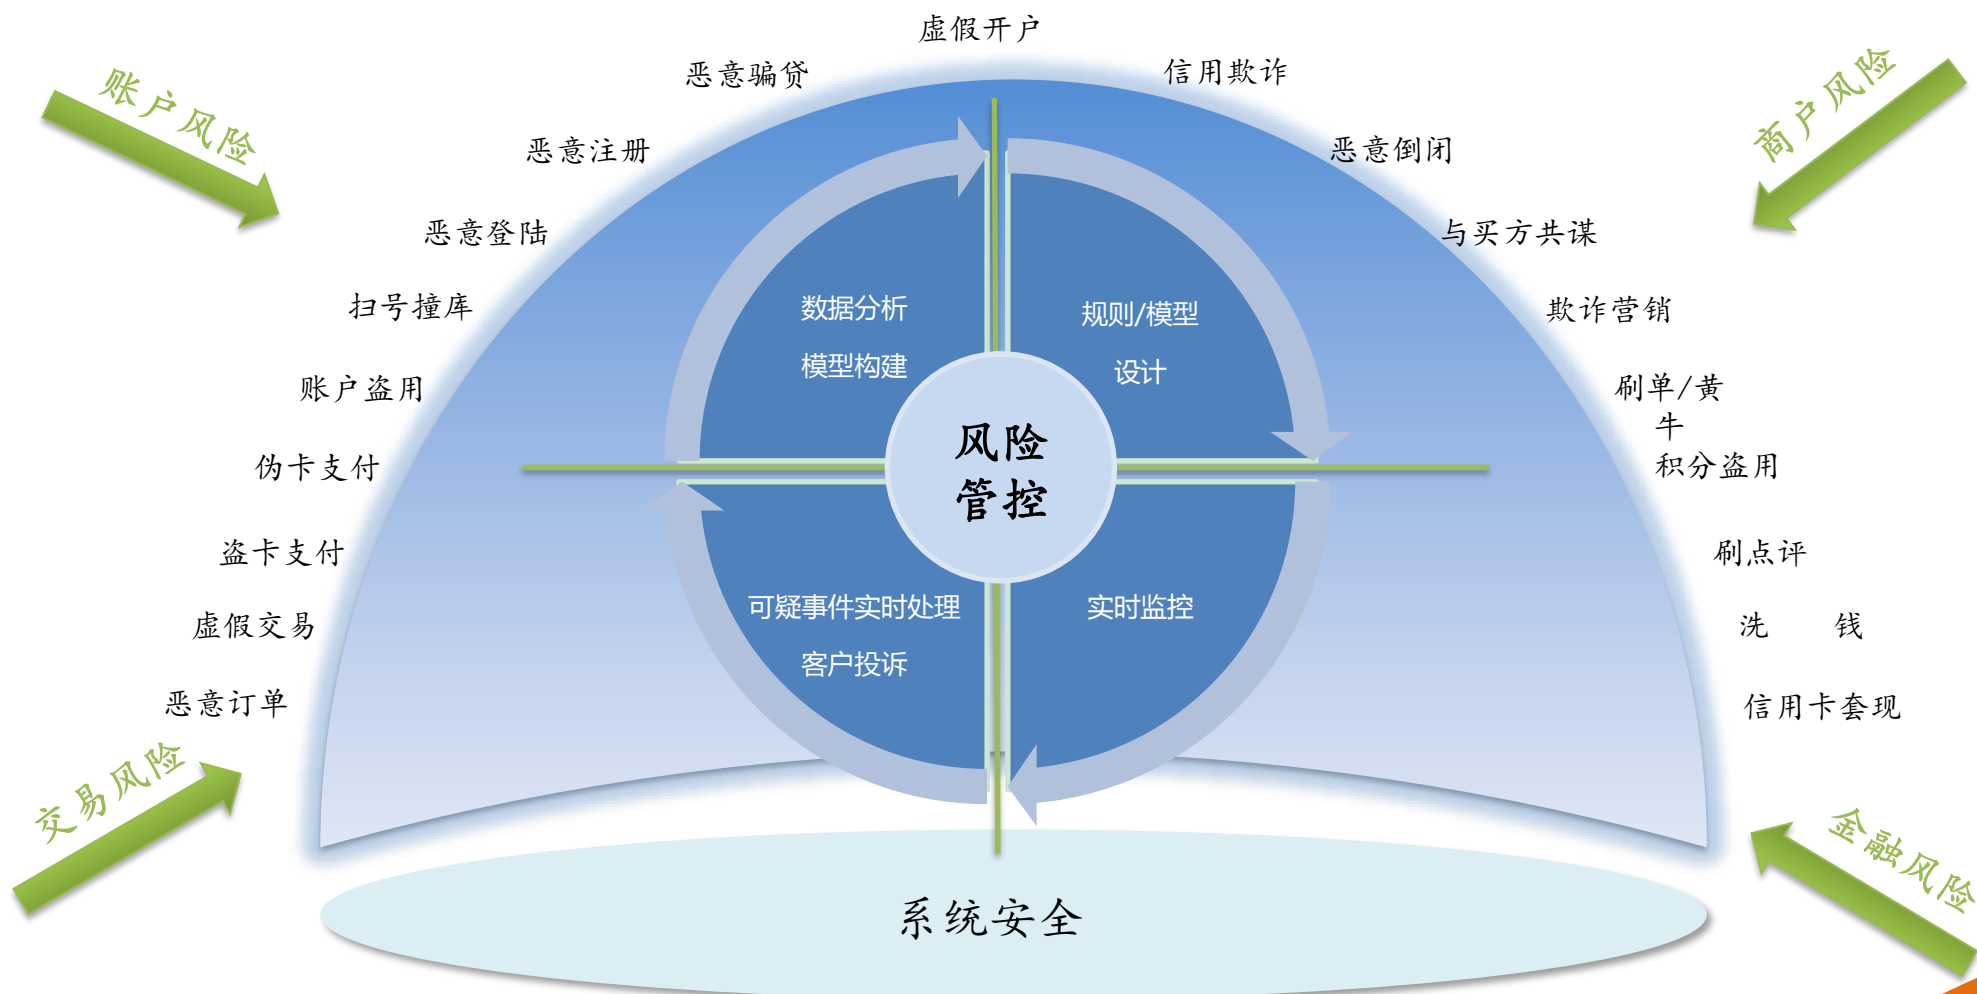 虚假开户
恶意骗贷
信用欺诈
账户风险
商户风险
恶意注册
恶意倒闭
恶意登陆
与买方共谋
扫号撞库
欺诈营销
数据分析
模型构建
规则/模型
设计
账户盗用
刷单/黄
牛
风险
管控
伪卡支付
积分盗用
盗卡支付
刷点评
可疑事件实时处理
客户投诉
实时监控
虚假交易
洗 钱
恶意订单
信用卡套现
交易风险
金融风险
系统安全